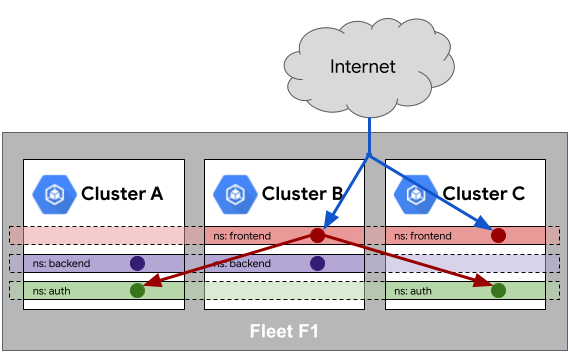 Internet
Cluster A
Cluster B
Cluster C
ns: frontend
ns: frontend
ns: backend
ns: backend
ns: auth
ns: auth
Fleet F1